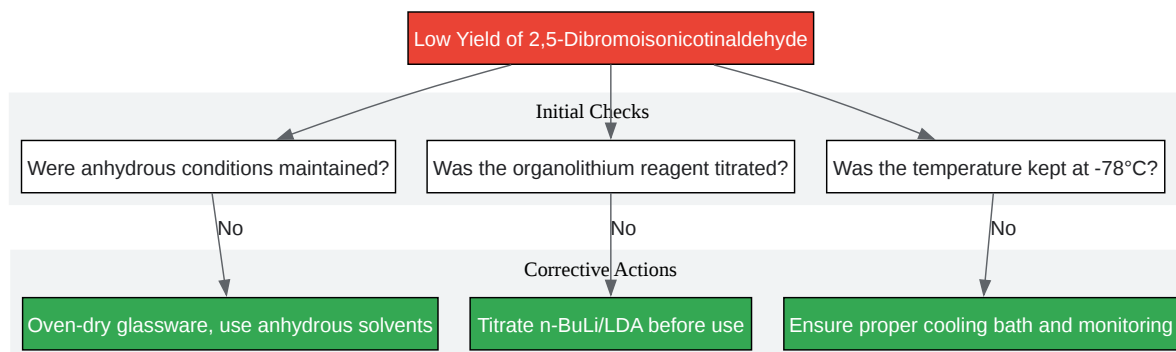 Low Yield of 2,5-Dibromoisonicotinaldehyde
Initial Checks
Were anhydrous conditions maintained?
Was the organolithium reagent titrated?
Was the temperature kept at -78°C?
No
No
No
Corrective Actions
Oven-dry glassware, use anhydrous solvents
Titrate n-BuLi/LDA before use
Ensure proper cooling bath and monitoring